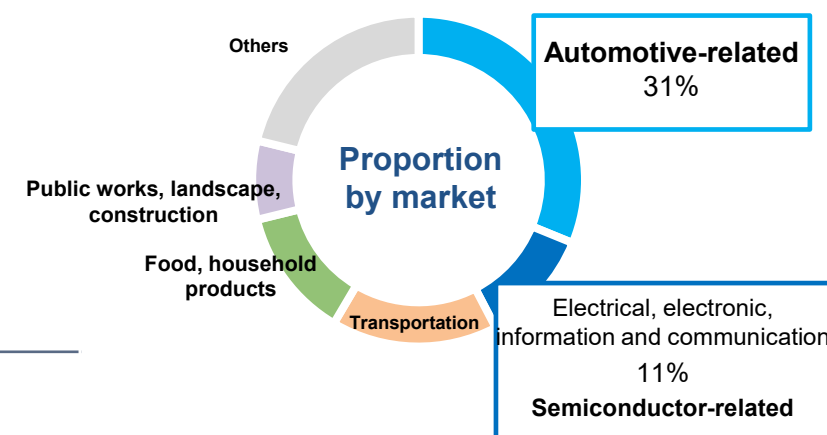 Others
Automotive-related
31%
Proportion
by market
Public works, landscape,
construction
Food, household
products
Transportation
Electrical, electronic,
information and communication
11%
Semiconductor-related